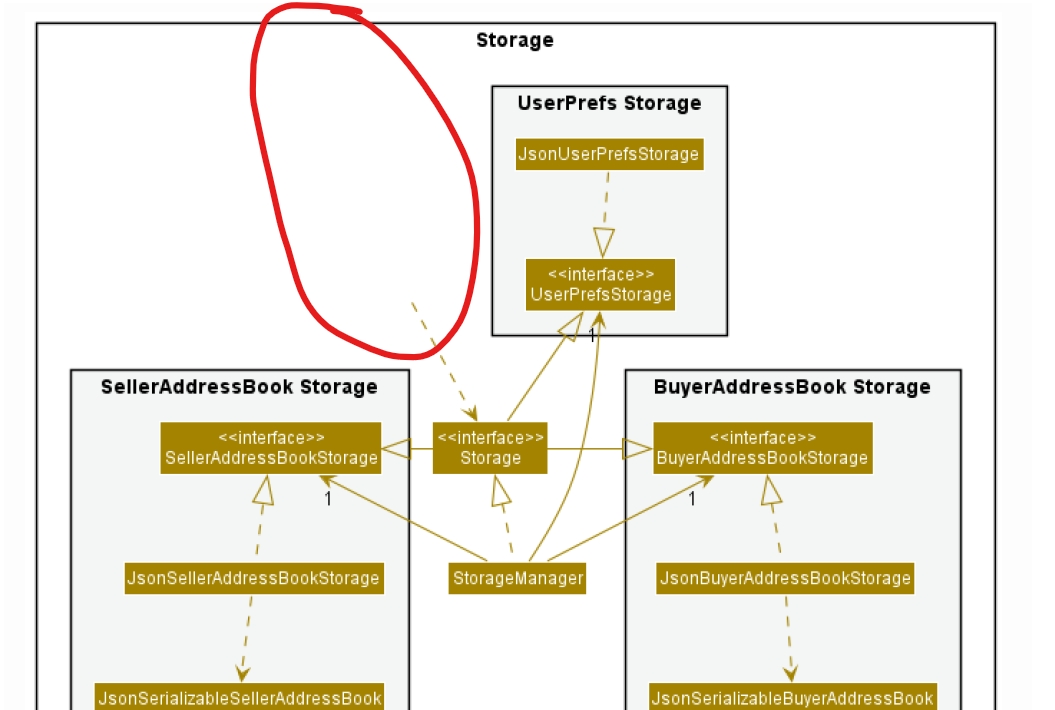 Storage
UserPrefs Storage
JsonUserPrefsStorage
<<interface>>
UserPrefsStorage
1
SellerAddressBook Storage
BuyerAddressBook Storage
<<interface>>
SellerAddressBookStorage
<<interface>>
Storage
<<interface>>
BuyerAddressBookStorage
1
1
JsonSellerAddressBookStorage
StorageManager
JsonBuyerAddressBookStorage
JsonSerializableSellerAddressBook
JsonSerializableBuyerAddressBook